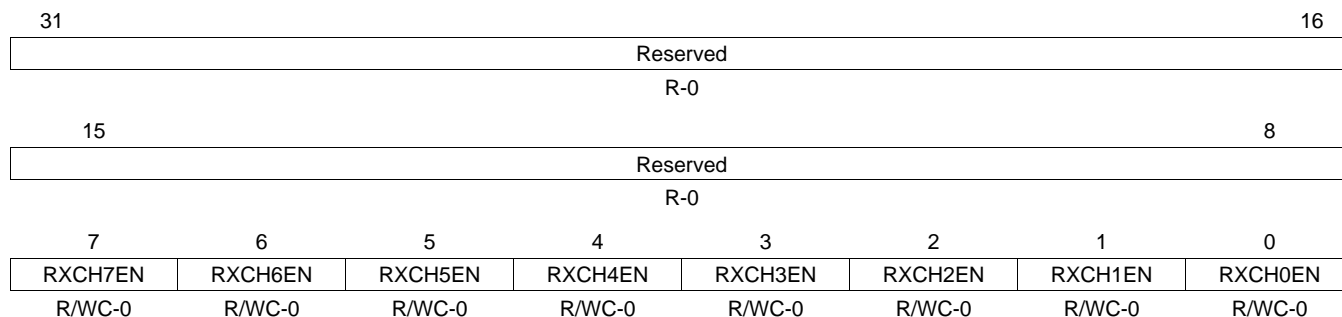 31 16
Reserved
R-0
15 8
Reserved
R-0
7 6 5 4 3 2 1 0
RXCH7EN RXCH6EN RXCH5EN RXCH4EN RXCH3EN RXCH2EN RXCH1EN RXCH0EN
R/WC-0 R/WC-0 R/WC-0 R/WC-0 R/WC-0 R/WC-0 R/WC-0 R/WC-0